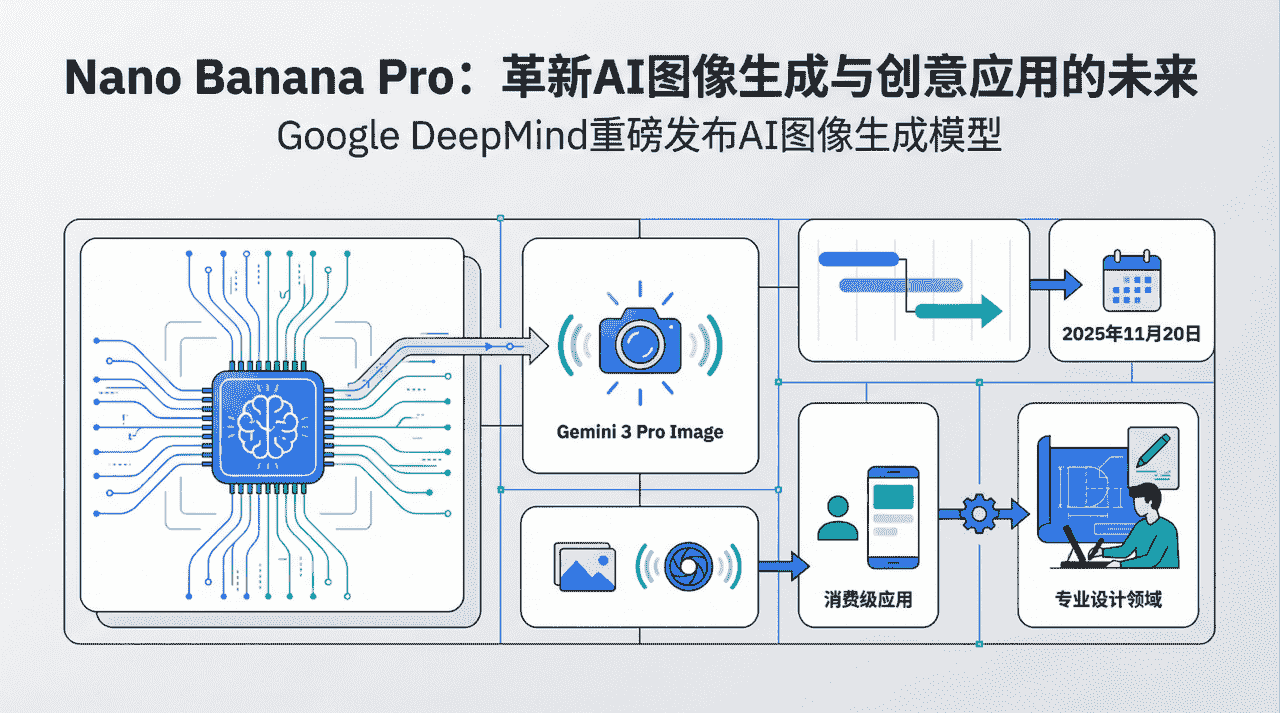 Nano Banana Pro：革新AI图像生成与创意应用的未来
Google DeepMind重磅发布AI图像生成模型
2025年11月20日
Gemini 3 Pro Image
消费级应用
专业设计领域